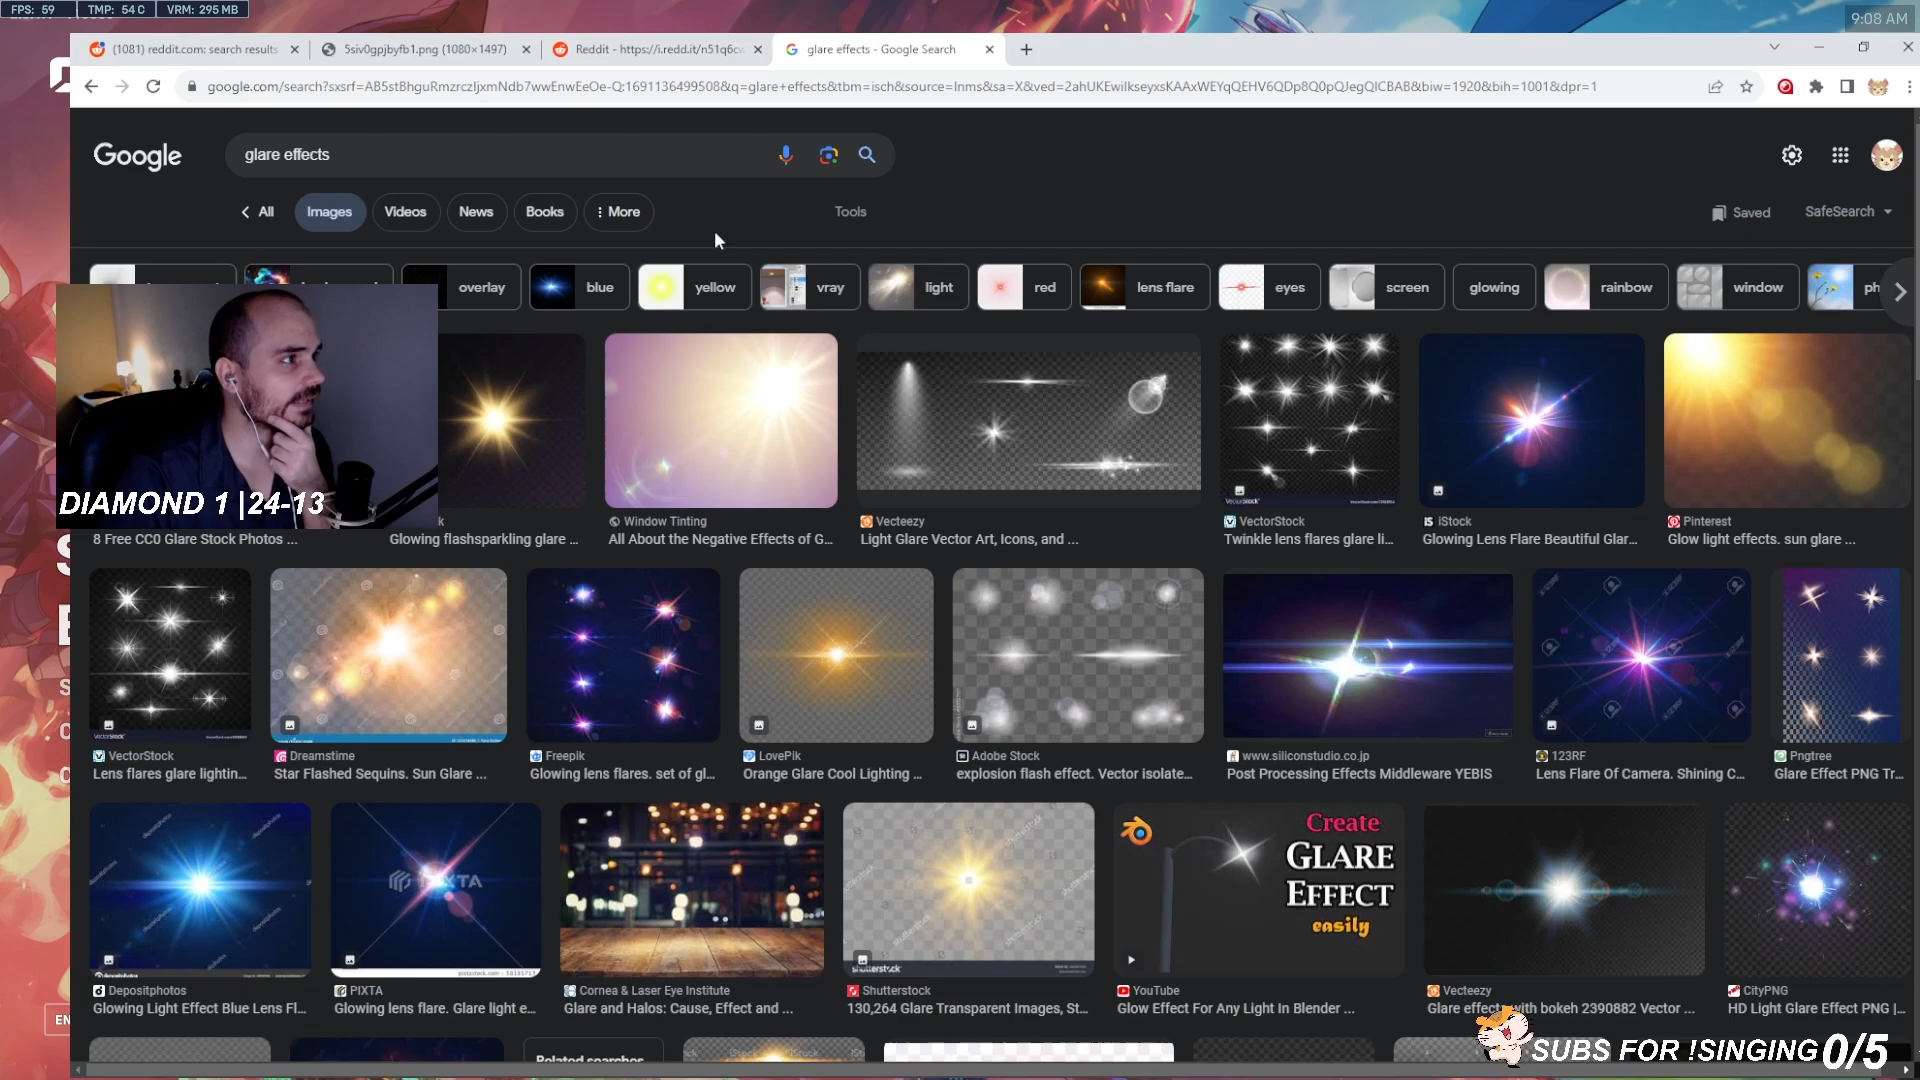 FPS: 59 TMP: 54 C VRM: 295 MB
9:08 AM
(1081) reddit.com: search results
5siv0gpjbyfb1.png (1080×1497)
Reddit - https://i.redd.it/n51q6cw
glare effects - Google Search
google.com/search?sxsrf=AB5stBhguRmzrczIjxmNdb7wwEnwEeOe-Q:1691136499508&q=glare+effects&tbm=isch&source=lnms&sa=X&ved=2ahUKEwilkseyxsKAAxWEYqQEHV6QDp8Q0pQJegQICBAB&biw=1920&bih=1001&dpr=1
Google
glare effects
All Images Videos News Books More
Tools
Saved SafeSearch
overlay blue yellow vray light red lens flare eyes screen glowing rainbow window ph
DIAMOND 1 |24-13
Window Tinting Vecteezy VectorStock iStock Pinterest
8 Free CC0 Glare Stock Photos ... Glowing flashsparkling glare ... All About the Negative Effects of G... Light Glare Vector Art, Icons, and ... Twinkle lens flares glare li... Glowing Lens Flare Beautiful Glar... Glow light effects. sun glare ...
VectorStock Dreamstime Freepik LovePik Adobe Stock www.siliconstudio.co.jp 123RF Pngtree
Lens flares glare lightin... Star Flashed Sequins. Sun Glare ... Glowing lens flares. set of gl... Orange Glare Cool Lighting ... explosion flash effect. Vector isolate... Post Processing Effects Middleware YEBIS Lens Flare Of Camera. Shining C... Glare Effect PNG Tr...
Create
GLARE
EFFECT
easily
shutterstock
Depositphotos PIXTA Cornea & Laser Eye Institute Shutterstock YouTube Vecteezy CityPNG
Glowing Light Effect Blue Lens Fl... Glowing lens flare. Glare light e... Glare and Halos: Cause, Effect and ... 130,264 Glare Transparent Images, St... Glow Effect For Any Light In Blender ... Glare effects with bokeh 2390882 Vector ... HD Light Glare Effect PNG |...
EN
Related searches
SUBS FOR !SINGING 0/5